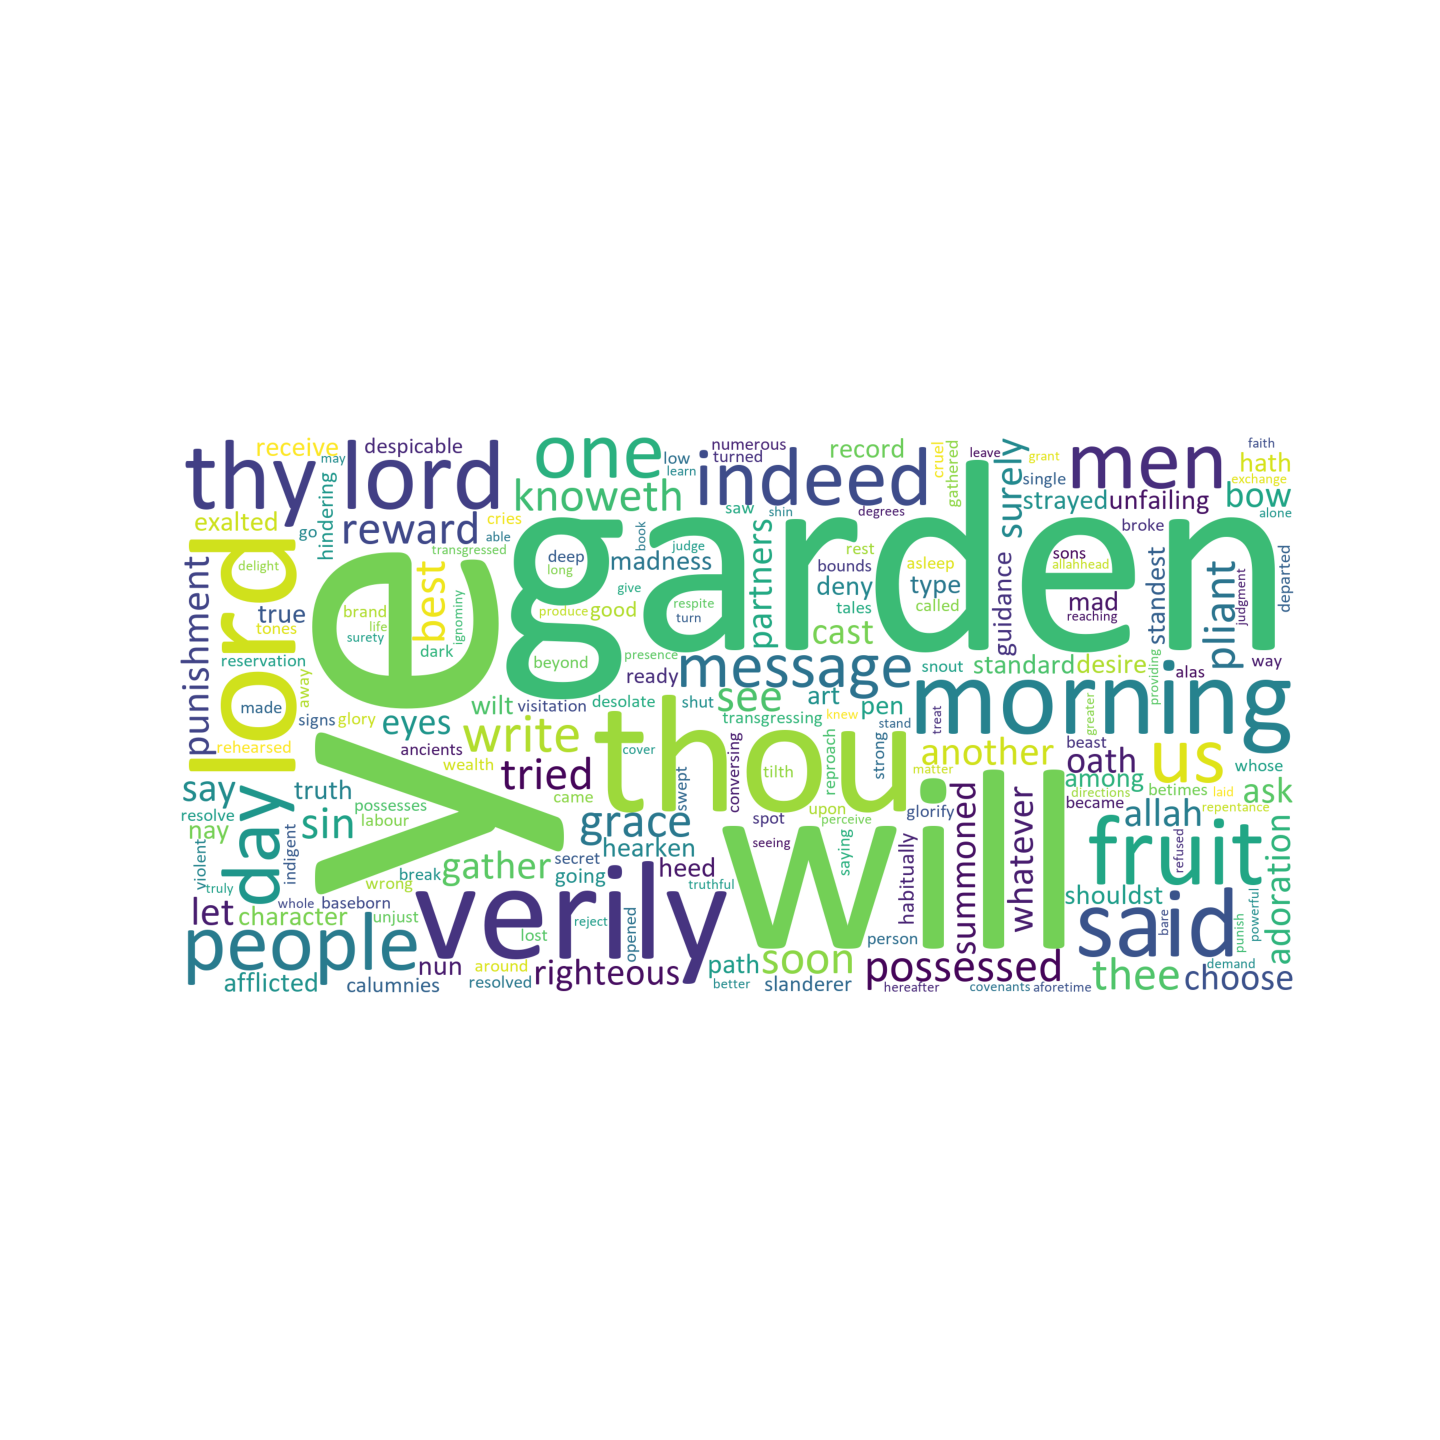 thy
lord
receive
despicable
may
one
low
learn
numerous
turned
indeed
record
cruel
gathered
leave
surely
grant
men
faith
hath
exchange
exalted
go
hindering
reward
cries
able
knoweth
saw
shin
degrees
single
strayed
unfailing
bow
alone
lord
delight
transgressed
garden
deep
long
book
judge
madness
partners
rest
bounds
asleep
broke
sons
allahhead
departed
punishment
true
tones
brand
life
surety
best
ignominy
dark
give
produce
good
respite
turn
deny
tales
type
called
guidance
mad
reaching
standest
pliant
judgment
cast
reservation
away
made
ye
beyond
presence
ready
message
snout
standard
desire
providing
alas
way
signs
glory
rehearsed
eyes
wilt
visitation
desolate
shut
see
art
pen
transgressing
knew
stand
treat
morning
greater
ancients
wealth
write
thou
cover
conversing
tilth
reproach
strong
another
matter
beast
oath
us
whose
say
day
truth
possesses
tried
came
swept
among
directions
betimes
laid
ask
resolve
nay
sin
labour
grace
upon
spot
perceive
glorify
summoned
whatever
became
allah
repentance
violent
truly
indigent
hearken
seeing
saying
will
habitually
fruit
refused
adoration
wrong
break
gather
secret
going
heed
truthful
shouldst
let
whole
baseborn
character
unjust
verily
reject
opened
lost
said
bare
punish
powerful
people
person
nun
around
righteous
path
soon
possessed
thee
demand
afflicted
calumnies
resolved
better
slanderer
hereafter
covenants
aforetime
choose